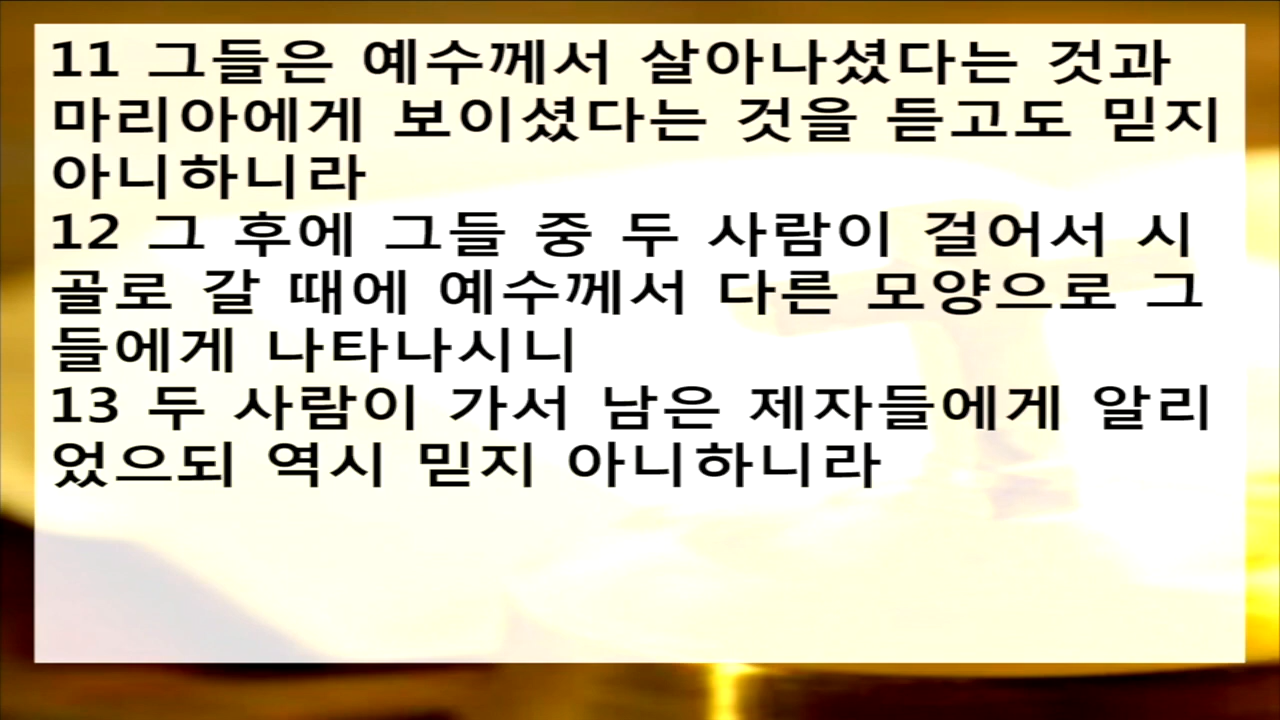 11 그들은 예수께서 살아나셨다는 것과
마리아에게 보이셨다는 것을 듣고도 믿지
아니하니라
12 그 후에 그들 중 두 사람이 걸어서 시
골로 갈 때에 예수께서 다른 모양으로 그
들에게 나타나시니
13 두 사람이 가서 남은 제자들에게 알리
었으되 역시 믿지 아니하니라